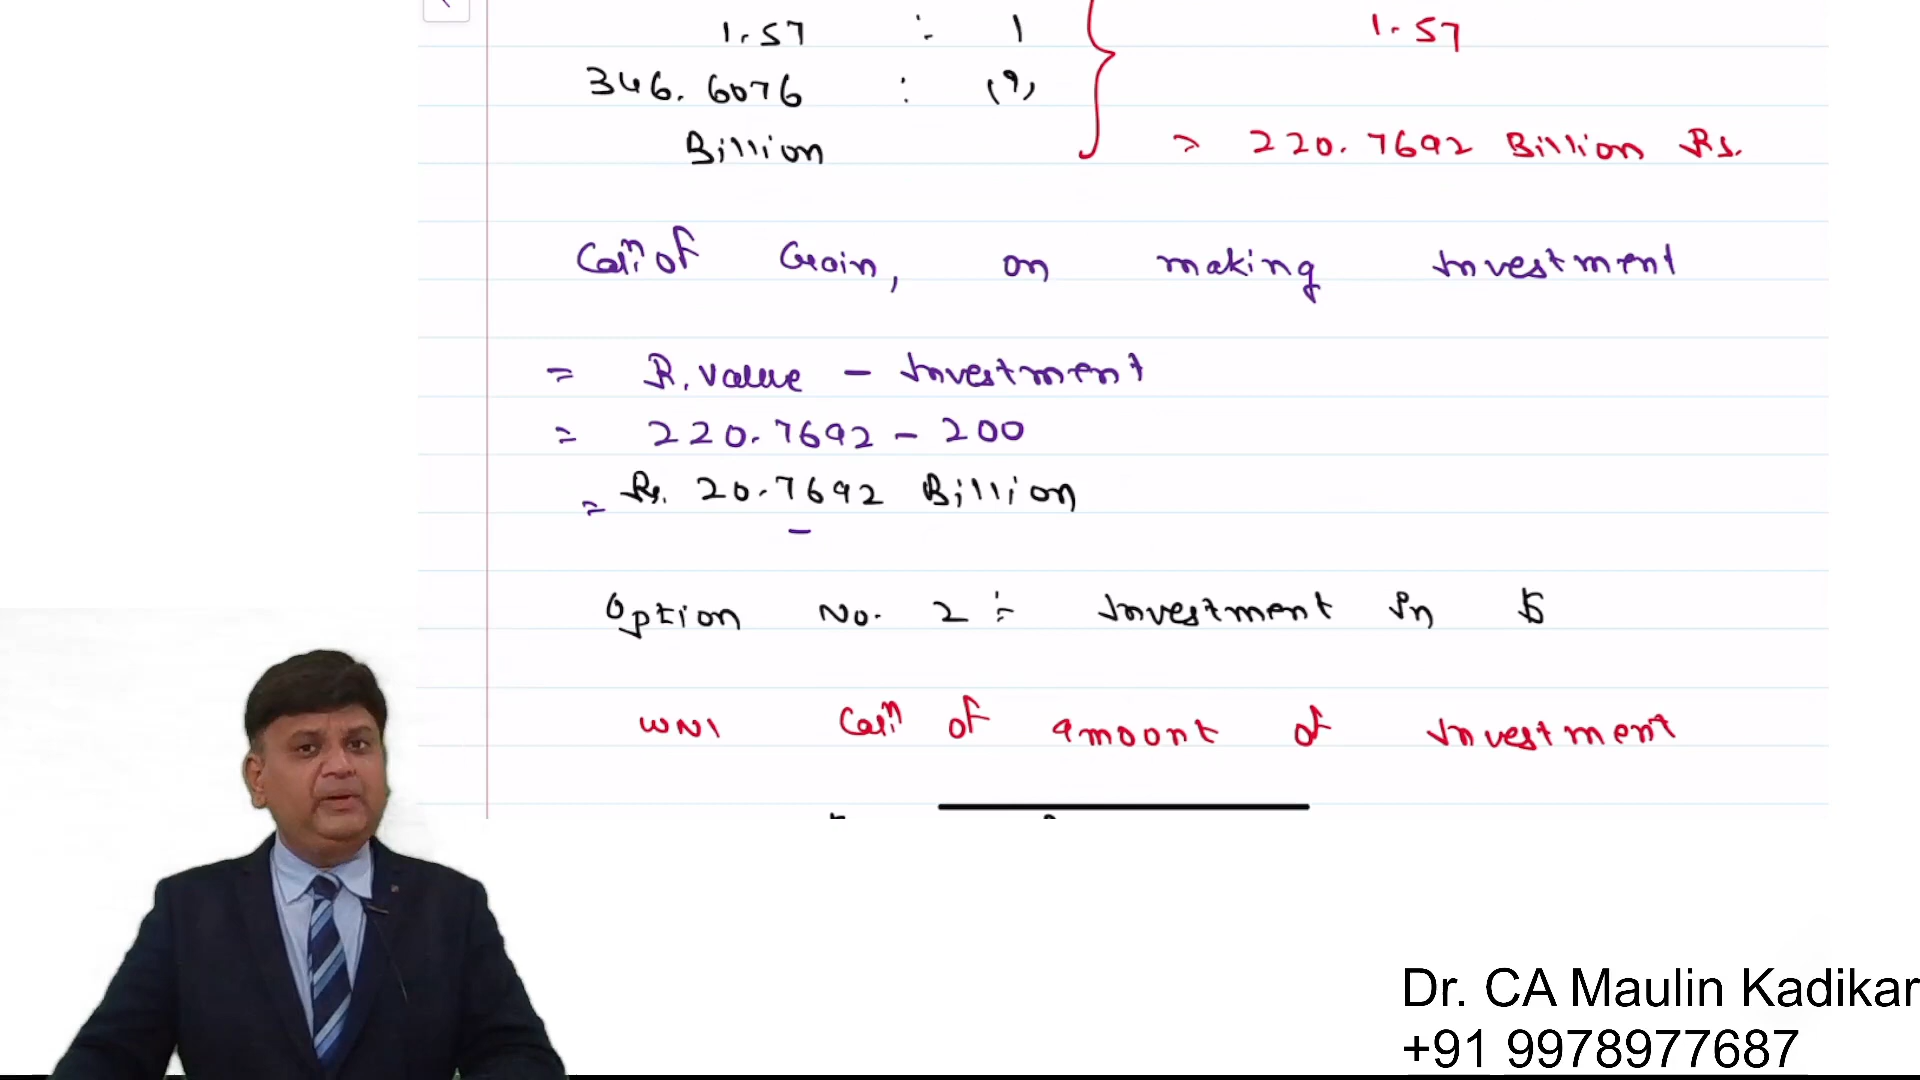 1.57 : 1 1.57
346.6076 : (?)
Billion = 220.7692 Billion Rs.
Calⁿ. of Gain, on making Investment
= R. Value - Investment
= 220.7692 - 200
= Rs. 20.7692 Billion
Option No. 2 :- Investment in $
WN1 Calⁿ. of amount of Investment
Dr. CA Maulin Kadikar
+91 9978977687